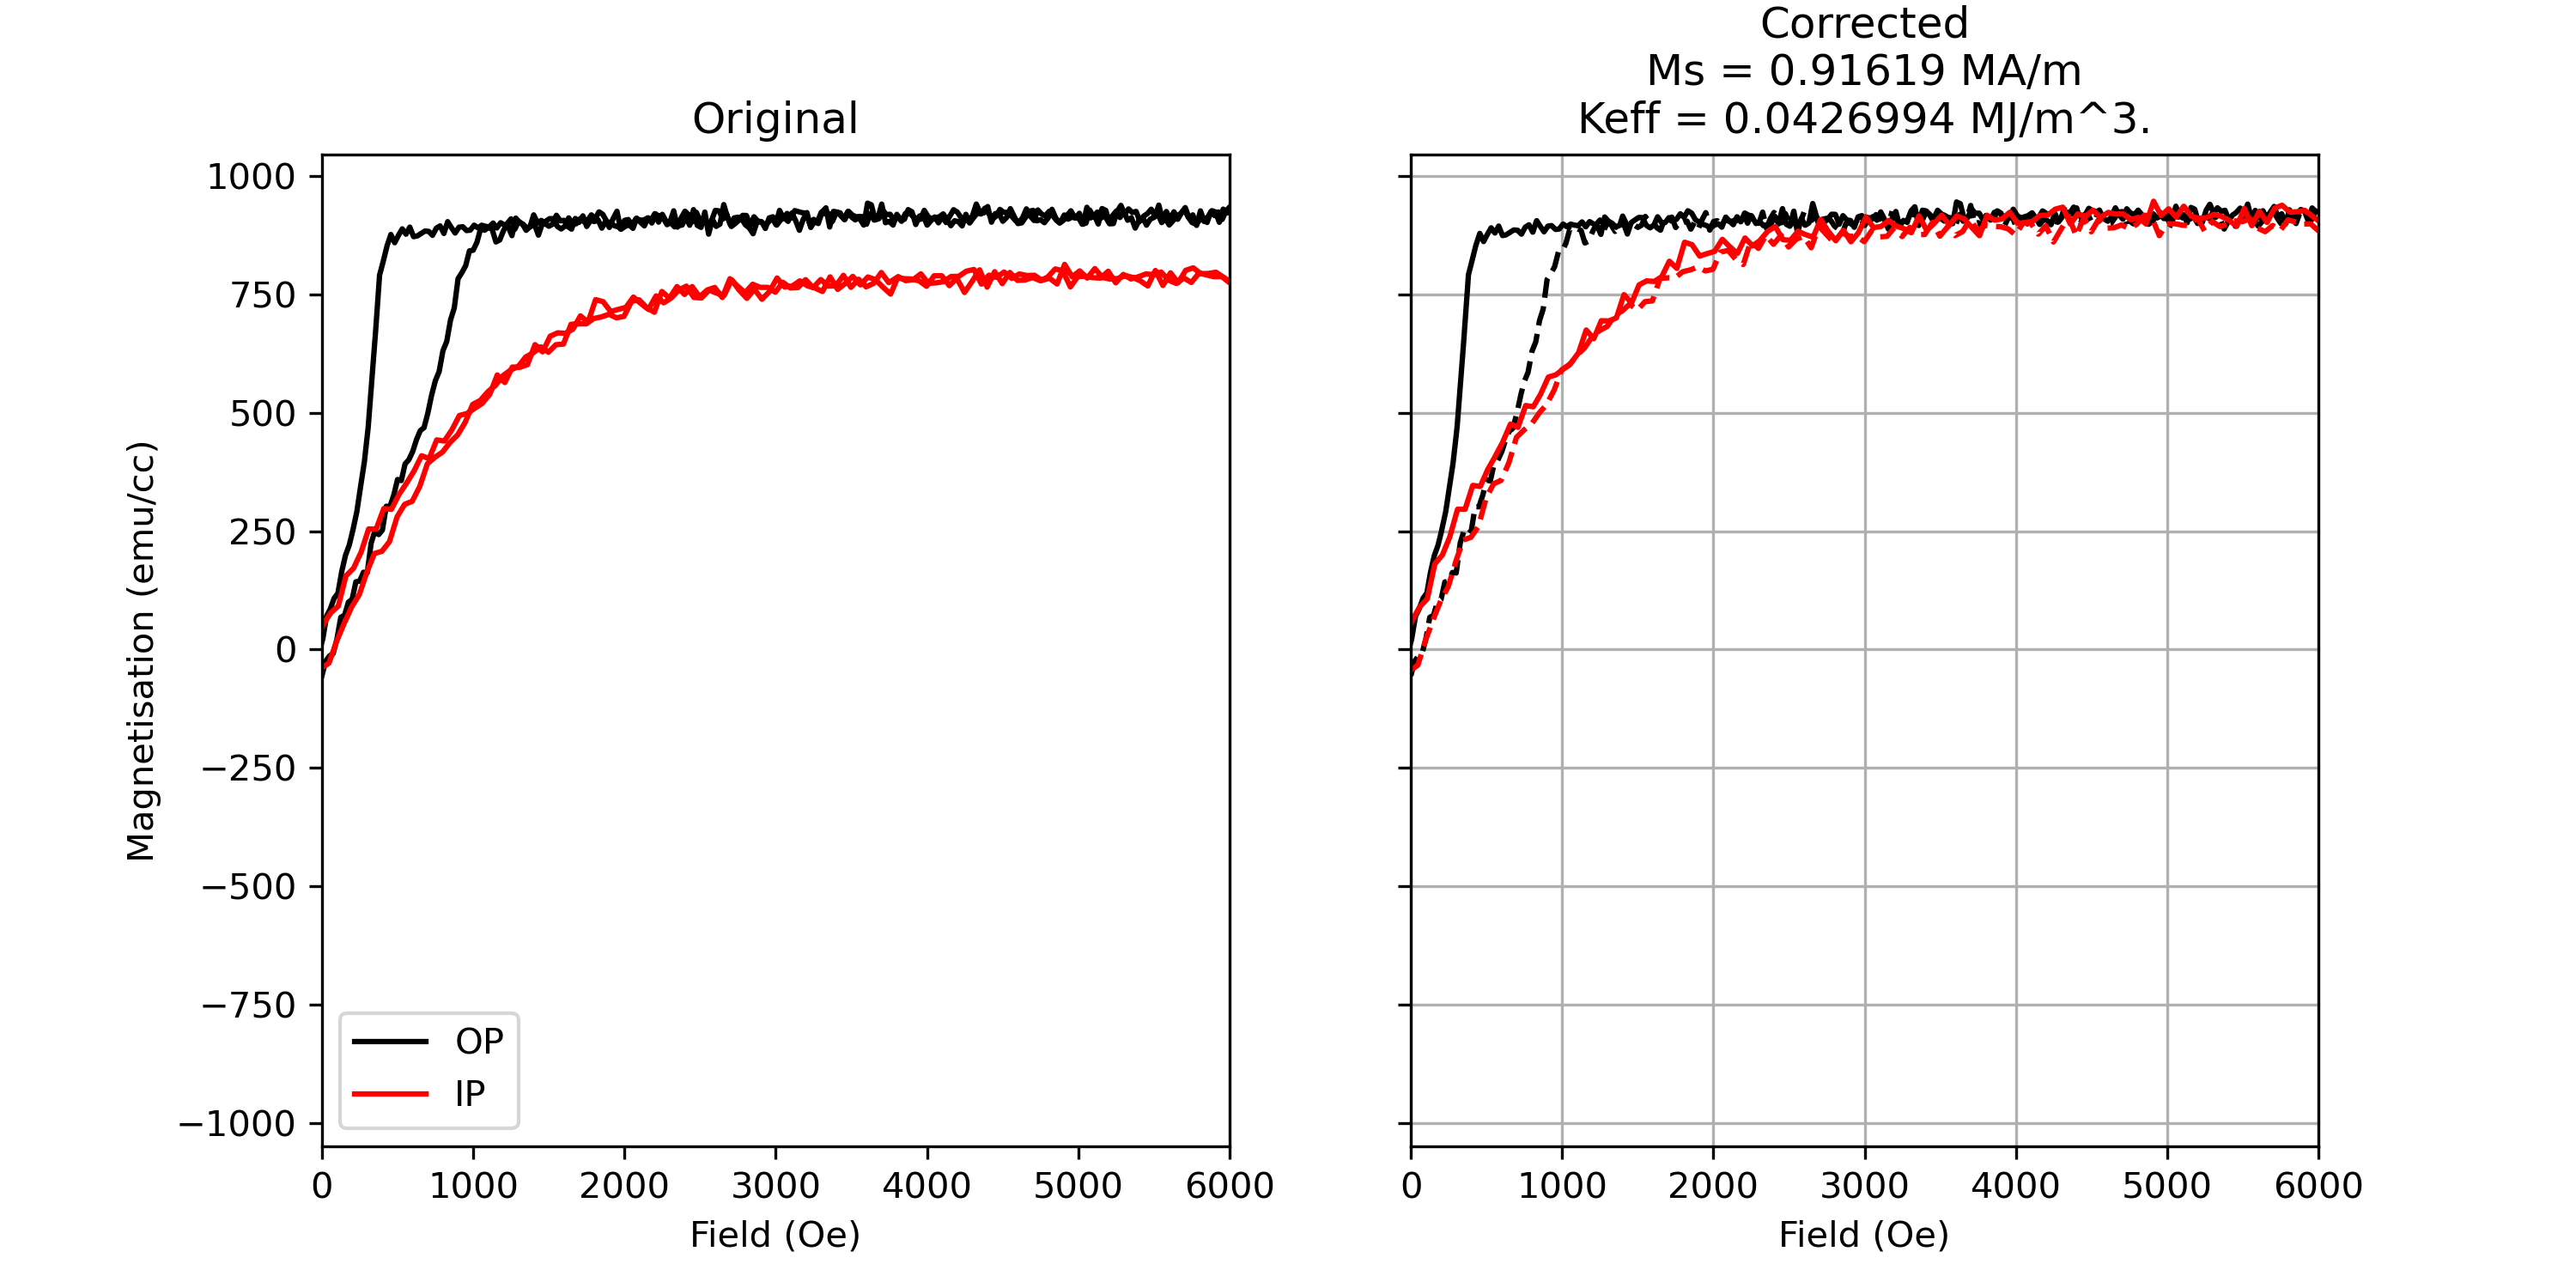 Original
Magnetisation (emu/cc)
1000
750
500
250
0
−250
−500
−750
−1000
OP
IP
0 1000 2000 3000 4000 5000 6000
Field (Oe)
Corrected
Ms = 0.91619 MA/m
Keff = 0.0426994 MJ/m^3.
0 1000 2000 3000 4000 5000 6000
Field (Oe)